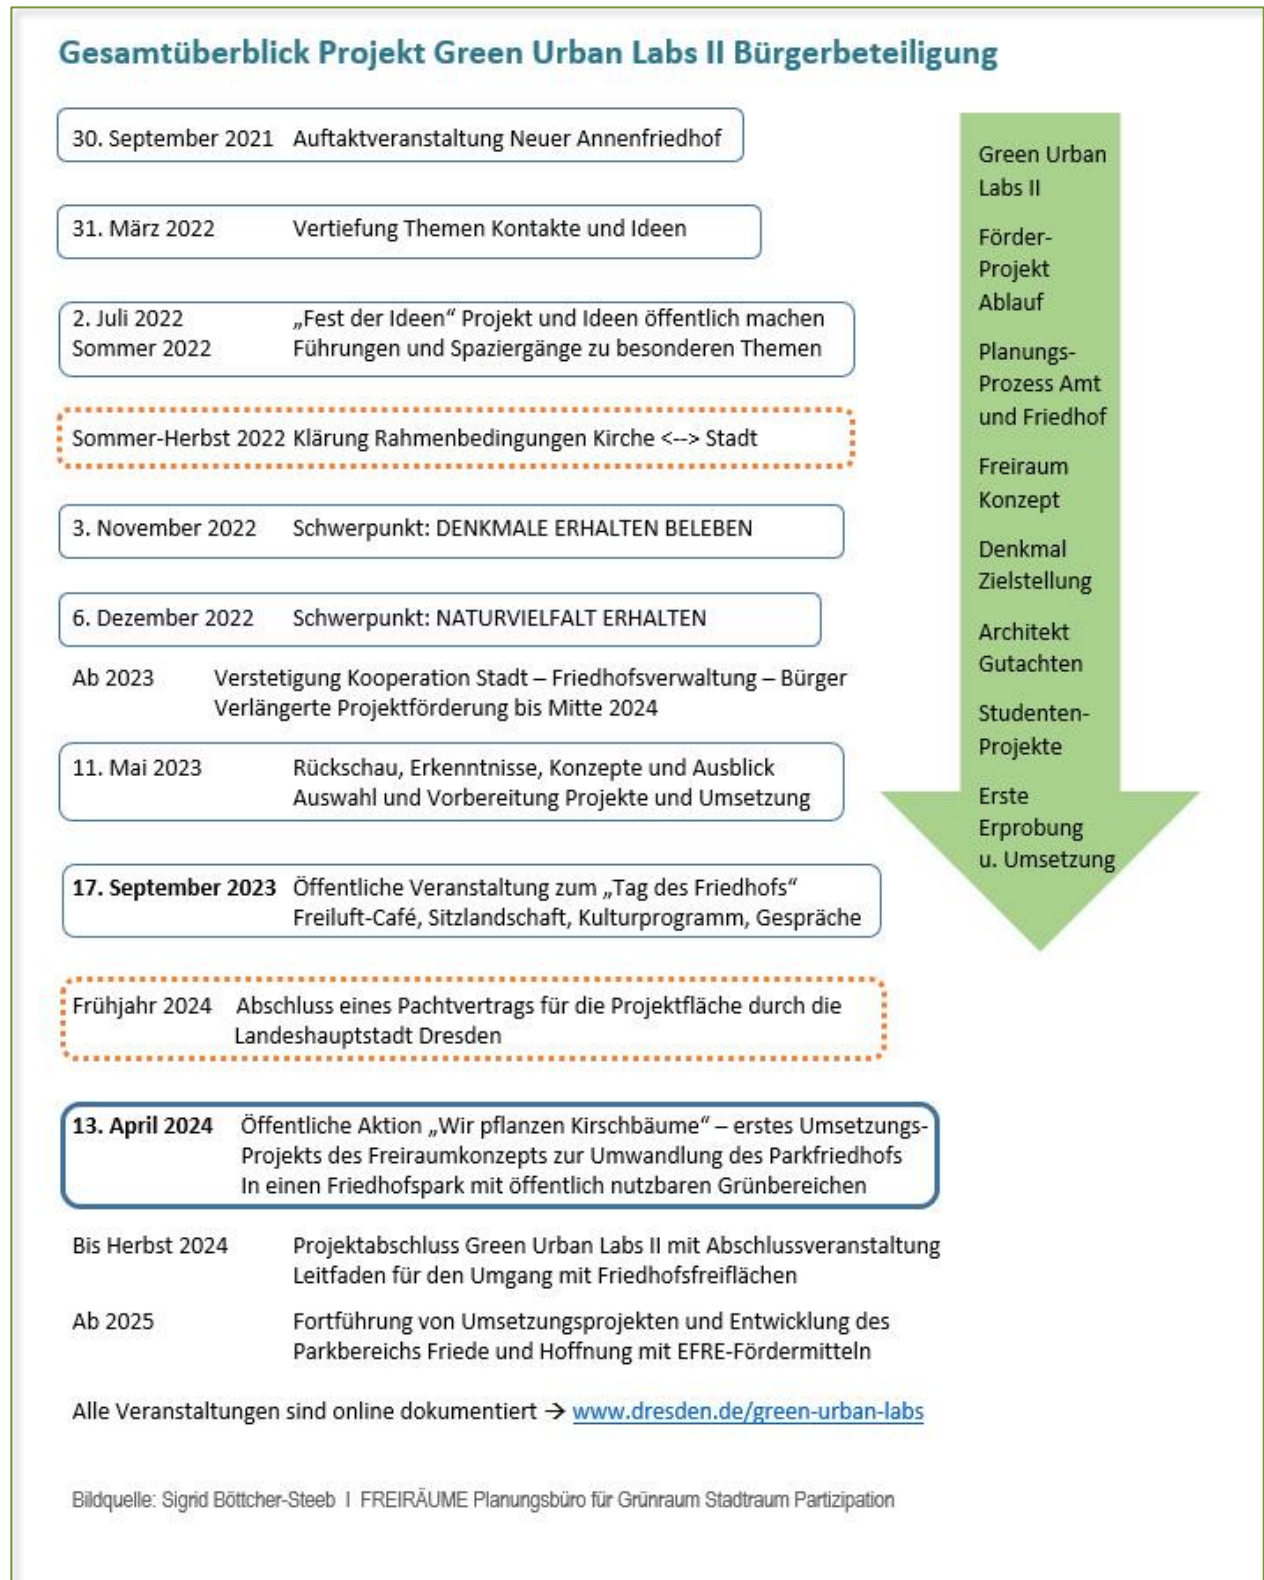 Gesamtüberblick Projekt Green Urban Labs II Bürgerbeteiligung
30. September 2021 Auftaktveranstaltung Neuer Annenfriedhof
31. März 2022 Vertiefung Themen Kontakte und Ideen
2. Juli 2022 „Fest der Ideen“ Projekt und Ideen öffentlich machen
Sommer 2022 Führungen und Spaziergänge zu besonderen Themen
Sommer-Herbst 2022 Klärung Rahmenbedingungen Kirche <--> Stadt
3. November 2022 Schwerpunkt: DENKMALE ERHALTEN BELEBEN
6. Dezember 2022 Schwerpunkt: NATURVIELFALT ERHALTEN
Ab 2023 Verstetigung Kooperation Stadt – Friedhofsverwaltung – Bürger
Verlängerte Projektförderung bis Mitte 2024
11. Mai 2023 Rückschau, Erkenntnisse, Konzepte und Ausblick
Auswahl und Vorbereitung Projekte und Umsetzung
17. September 2023 Öffentliche Veranstaltung zum „Tag des Friedhofs“
Freiluft-Café, Sitzlandschaft, Kulturprogramm, Gespräche
Frühjahr 2024 Abschluss eines Pachtvertrags für die Projektfläche durch die
Landeshauptstadt Dresden
13. April 2024 Öffentliche Aktion „Wir pflanzen Kirschbäume“ – erstes Umsetzungs-
Projekts des Freiraumkonzepts zur Umwandlung des Parkfriedhofs
In einen Friedhofspark mit öffentlich nutzbaren Grünbereichen
Bis Herbst 2024 Projektabschluss Green Urban Labs II mit Abschlussveranstaltung
Leitfaden für den Umgang mit Friedhofsfreiflächen
Ab 2025 Fortführung von Umsetzungsprojekten und Entwicklung des
Parkbereichs Friede und Hoffnung mit EFRE-Fördermitteln
Alle Veranstaltungen sind online dokumentiert → www.dresden.de/green-urban-labs
Bildquelle: Sigrid Böttcher-Steeb I FREIRÄUME Planungsbüro für Grünraum Stadtraum Partizipation
Green Urban
Labs II
Förder-
Projekt
Ablauf
Planungs-
Prozess Amt
und Friedhof
Freiraum
Konzept
Denkmal
Zielstellung
Architekt
Gutachten
Studenten-
Projekte
Erste
Erprobung
u. Umsetzung